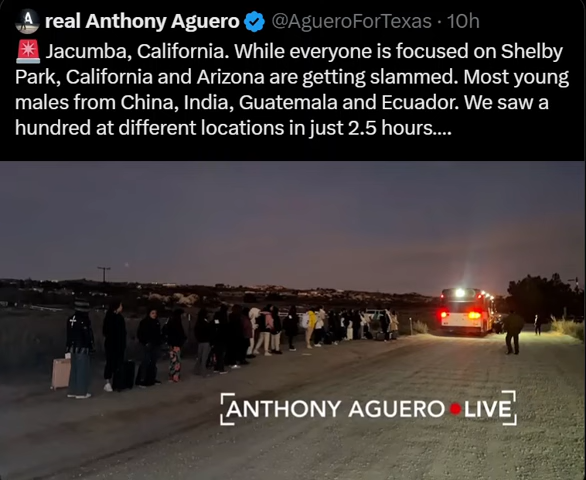 real Anthony Aguero @AgueroForTexas · 10h
🚨 Jacumba, California. While everyone is focused on Shelby
Park, California and Arizona are getting slammed. Most young
males from China, India, Guatemala and Ecuador. We saw a
hundred at different locations in just 2.5 hours....
ANTHONY AGUERO LIVE